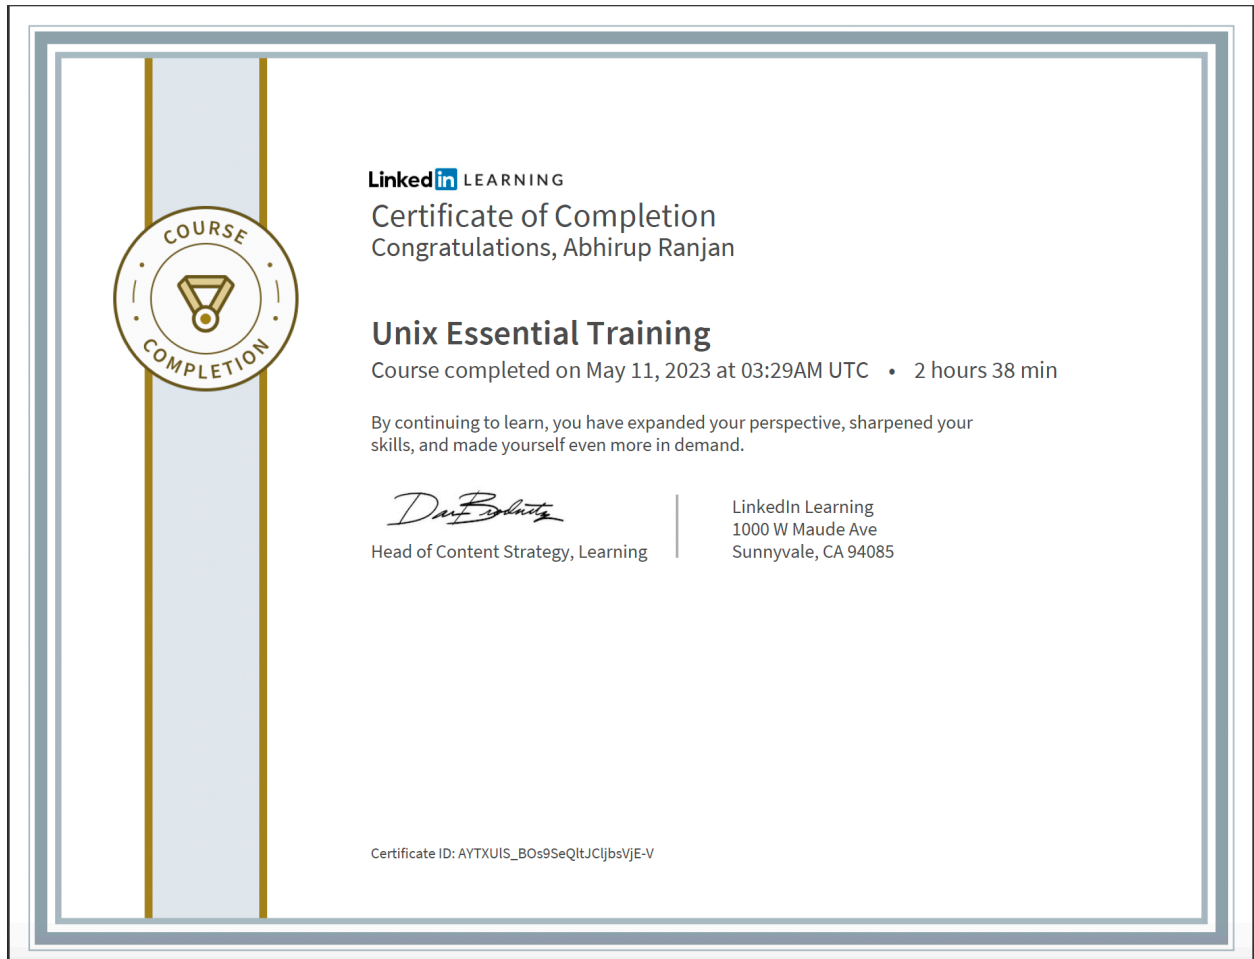 COURSE
COMPLETION
Linkedin LEARNING
Certificate of Completion
Congratulations, Abhirup Ranjan
Unix Essential Training
Course completed on May 11, 2023 at 03:29AM UTC • 2 hours 38 min
By continuing to learn, you have expanded your perspective, sharpened your
skills, and made yourself even more in demand.
Head of Content Strategy, Learning
LinkedIn Learning
1000 W Maude Ave
Sunnyvale, CA 94085
Certificate ID: AYTXUlS_BOs9SeQltJCljbsVjE-V